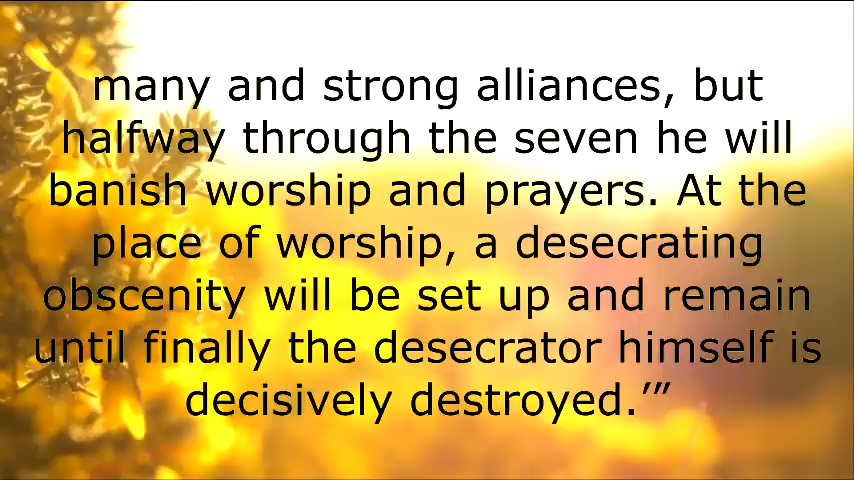 many and strong alliances, but
halfway through the seven he will
banish worship and prayers. At the
place of worship, a desecrating
obscenity will be set up and remain
until finally the desecrator himself is
decisively destroyed.’”